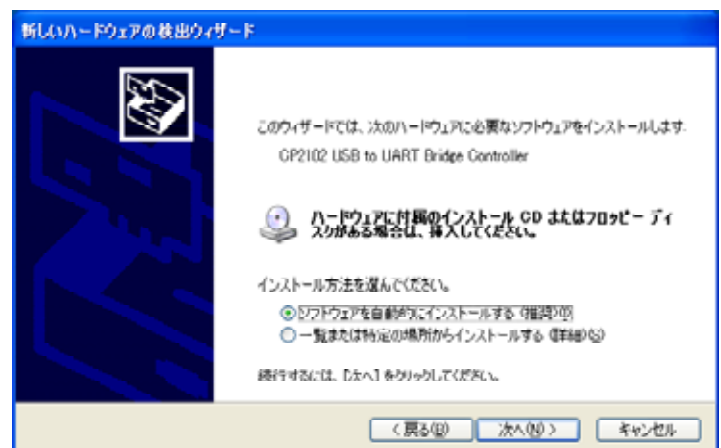 新しいハードウェアの検出ウィザード
このウィザードでは、次のハードウェアに必要なソフトウェアをインストールします:
CP2102 USB to UART Bridge Controller
ハードウェアに付属のインストール CD またはフロッピー ディ
スクがある場合は、挿入してください。
インストール方法を選んでください。
ソフトウェアを自動的にインストールする (推奨)(I)
一覧または特定の場所からインストールする (詳細)(S)
続行するには、[次へ] をクリックしてください。
< 戻る(B) 次へ(N) > キャンセル